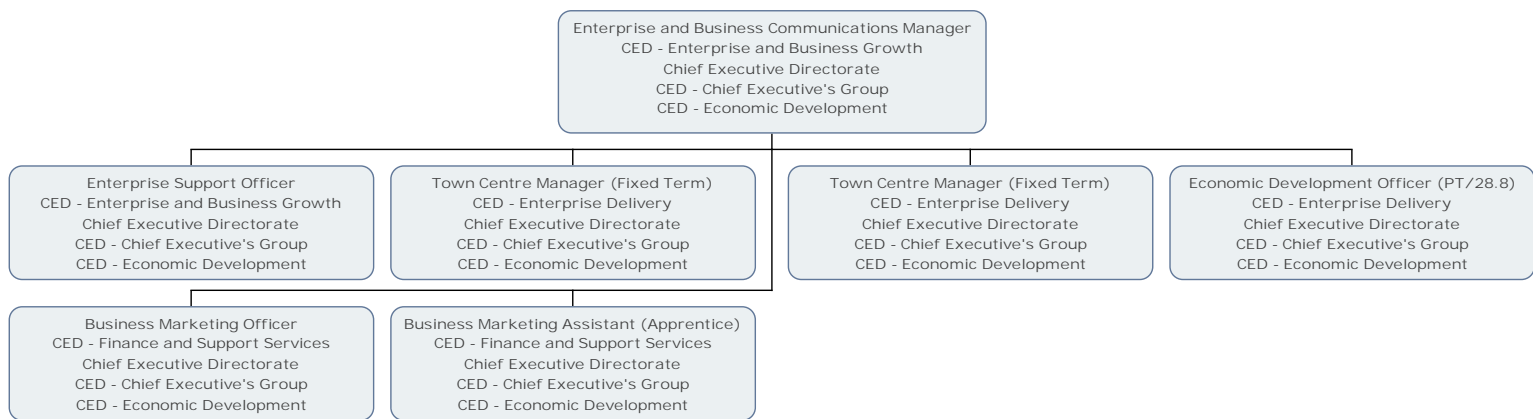 Enterprise and Business Communications Manager
CED - Enterprise and Business Growth
Chief Executive Directorate
CED - Chief Executive's Group
CED - Economic Development
Enterprise Support Officer
CED - Enterprise and Business Growth
Chief Executive Directorate
CED - Chief Executive's Group
CED - Economic Development
Town Centre Manager (Fixed Term)
CED - Enterprise Delivery
Chief Executive Directorate
CED - Chief Executive's Group
CED - Economic Development
Town Centre Manager (Fixed Term)
CED - Enterprise Delivery
Chief Executive Directorate
CED - Chief Executive's Group
CED - Economic Development
Economic Development Officer (PT/28.8)
CED - Enterprise Delivery
Chief Executive Directorate
CED - Chief Executive's Group
CED - Economic Development
Business Marketing Officer
CED - Finance and Support Services
Chief Executive Directorate
CED - Chief Executive's Group
CED - Economic Development
Business Marketing Assistant (Apprentice)
CED - Finance and Support Services
Chief Executive Directorate
CED - Chief Executive's Group
CED - Economic Development